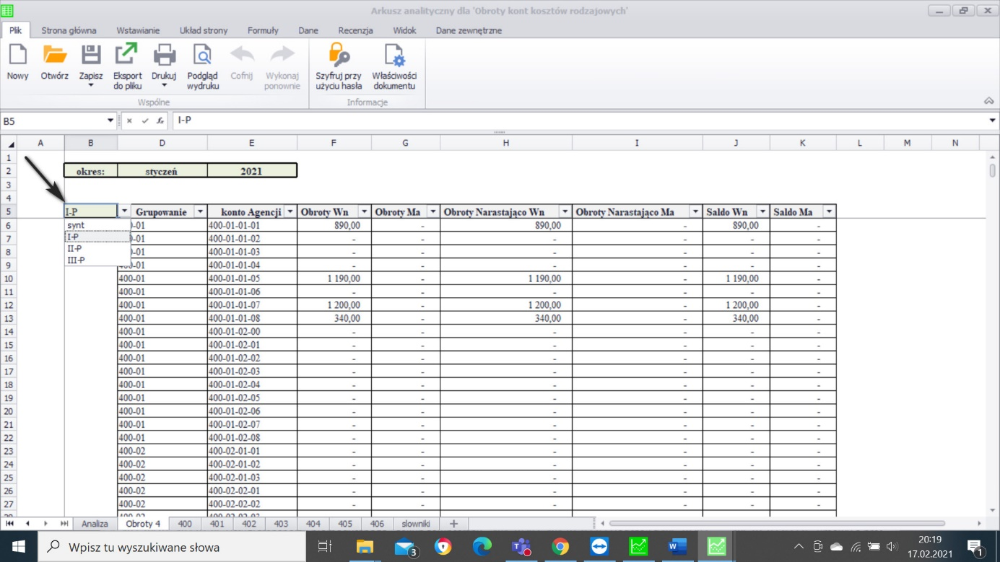 Arkusz analityczny dla 'Obroty kont kosztów rodzajowych'
Plik Strona główna Wstawianie Układ strony Formuły Dane Recenzja Widok Dane zewnętrzne
Nowy Otwórz Zapisz Eksport do pliku Drukuj Podgląd wydruku Cofnij Wykonaj ponownie Szyfruj przy użyciu hasła Właściwości dokumentu
Wspólne Informacje
B5 I-P
A B D E F G H I J K L M N
1
2 okres: styczeń 2021
3
4
5 I-P Grupowanie konto Agencji Obroty Wn Obroty Ma Obroty Narastająco Wn Obroty Narastająco Ma Saldo Wn Saldo Ma
synt
I-P
II-P
III-P
6 -01 400-01-01-01 890,00 - 890,00 - 890,00 -
7 -01 400-01-01-02 - - - - - -
8 -01 400-01-01-03 - - - - - -
9 400-01 400-01-01-04 - - - - - -
10 400-01 400-01-01-05 1 190,00 - 1 190,00 - 1 190,00 -
11 400-01 400-01-01-06 - - - - - -
12 400-01 400-01-01-07 1 200,00 - 1 200,00 - 1 200,00 -
13 400-01 400-01-01-08 340,00 - 340,00 - 340,00 -
14 400-01 400-01-02-00 - - - - - -
15 400-01 400-01-02-01 - - - - - -
16 400-01 400-01-02-02 - - - - - -
17 400-01 400-01-02-03 - - - - - -
18 400-01 400-01-02-04 - - - - - -
19 400-01 400-01-02-05 - - - - - -
20 400-01 400-01-02-06 - - - - - -
21 400-01 400-01-02-07 - - - - - -
22 400-01 400-01-02-08 - - - - - -
23 400-02 400-02-01-01 - - - - - -
24 400-02 400-02-01-02 - - - - - -
25 400-02 400-02-01-03 - - - - - -
26 400-02 400-02-02-01 - - - - - -
27 400-02 400-02-02-02 - - - - - -
Analiza Obroty 4 400 401 402 403 404 405 406 slowniki
Wpisz tu wyszukiwane słowa 3 20:19 1
17.02.2021